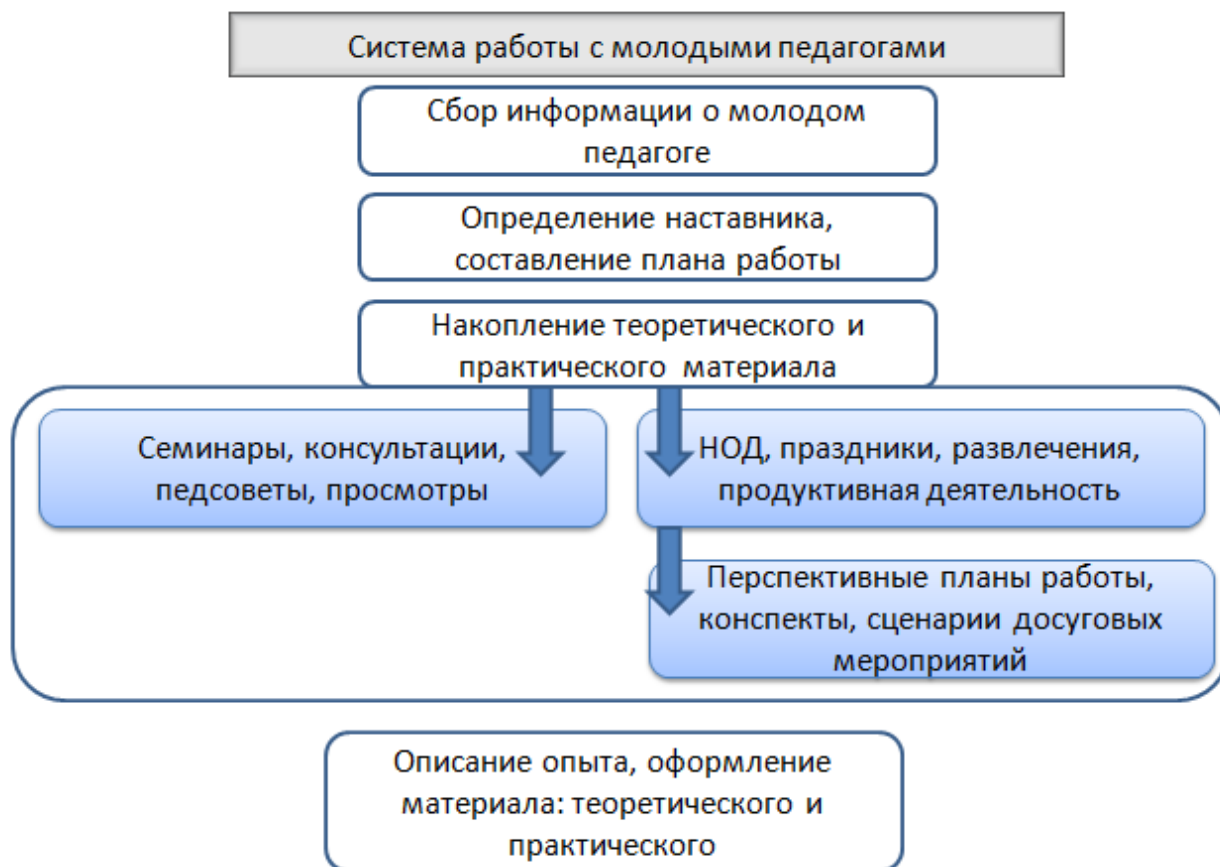 Система работы с молодыми педагогами
Сбор информации о молодом
педагоге
Определение наставника,
составление плана работы
Накопление теоретического и
практического материала
Семинары, консультации,
педсоветы, просмотры
НОД, праздники, развлечения,
продуктивная деятельность
Перспективные планы работы,
конспекты, сценарии досуговых
мероприятий
Описание опыта, оформление
материала: теоретического и
практического